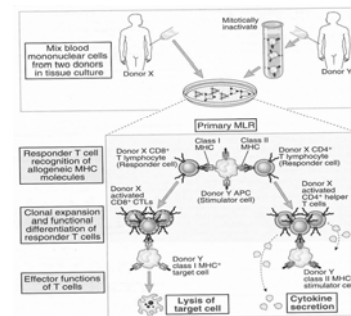 Mix blood
mononuclear cells
from two donors
in tissue culture
Donor X
Mitotically
inactivate
Donor Y
Primary MLR
Responder T cell
recognition of
allogeneic MHC
molecules
Donor X CD8+
T lymphocyte
(Responder cell)
Class I
MHC
Class II
MHC
Donor X CD4+
T lymphocyte
(Responder cell)
Donor Y APC
(Stimulator cell)
Clonal expansion
and functional
differentiation of
responder T cells
Donor X
activated
CD8+ CTLs
Donor X
activated
CD4+ helper
T cells
Donor Y
class I MHC+
target cell
Donor Y
class II MHC
stimulator ce
Effector functions
of T cells
Lysis of
target cell
Cytokine
secretion